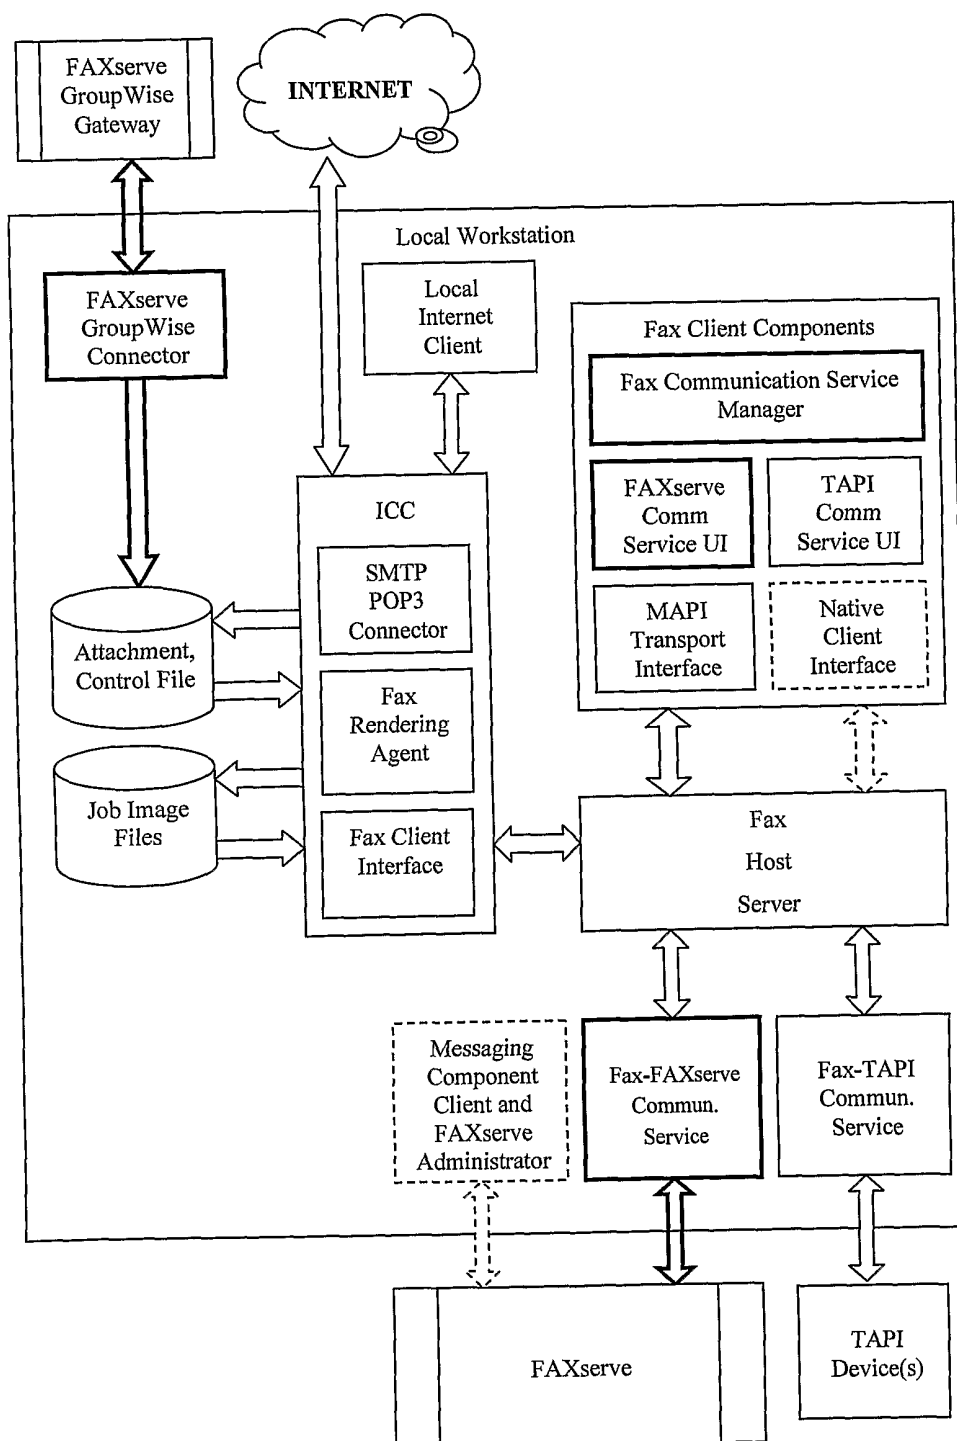 FAXserve
GroupWise
Gateway
INTERNET
Local Workstation
FAXserve
GroupWise
Connector
Local
Internet
Client
Fax Client Components
Fax Communication Service
Manager
FAXserve
Comm
Service UI
TAPI
Comm
Service UI
MAPI
Transport
Interface
Native
Client
Interface
ICC
SMTP
POP3
Connector
Fax
Rendering
Agent
Fax Client
Interface
Attachment,
Control File
Job Image
Files
Fax
Host
Server
Messaging
Component
Client and
FAXserve
Administrator
Fax-FAXserve
Commun.
Service
Fax-TAPI
Commun.
Service
FAXserve
TAPI
Device(s)